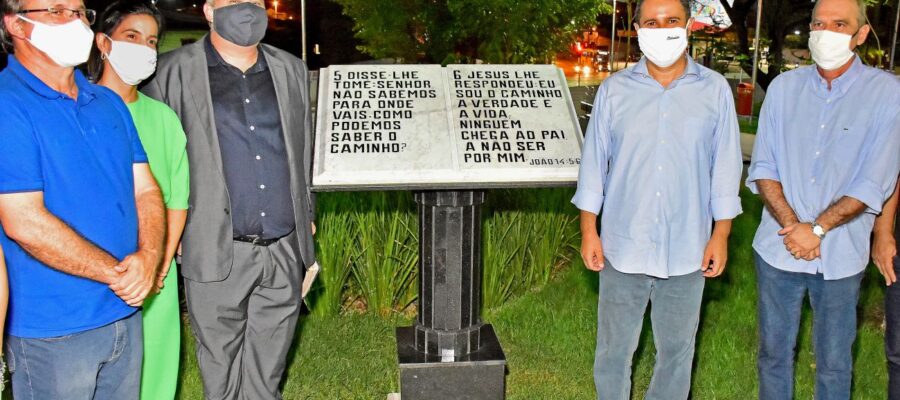 5 DISSE-LHE
TOMÉ: SENHOR
NÃO SABEMOS
PARA ONDE
VAIS. COMO
PODEMOS
SABER O
CAMINHO?
6 JESUS LHE
RESPONDEU: EU
SOU O CAMINHO
A VERDADE E
A VIDA.
NINGUEM
CHEGA AO PAI
A NÃO SER
POR MIM. JOÃO 14:5-6